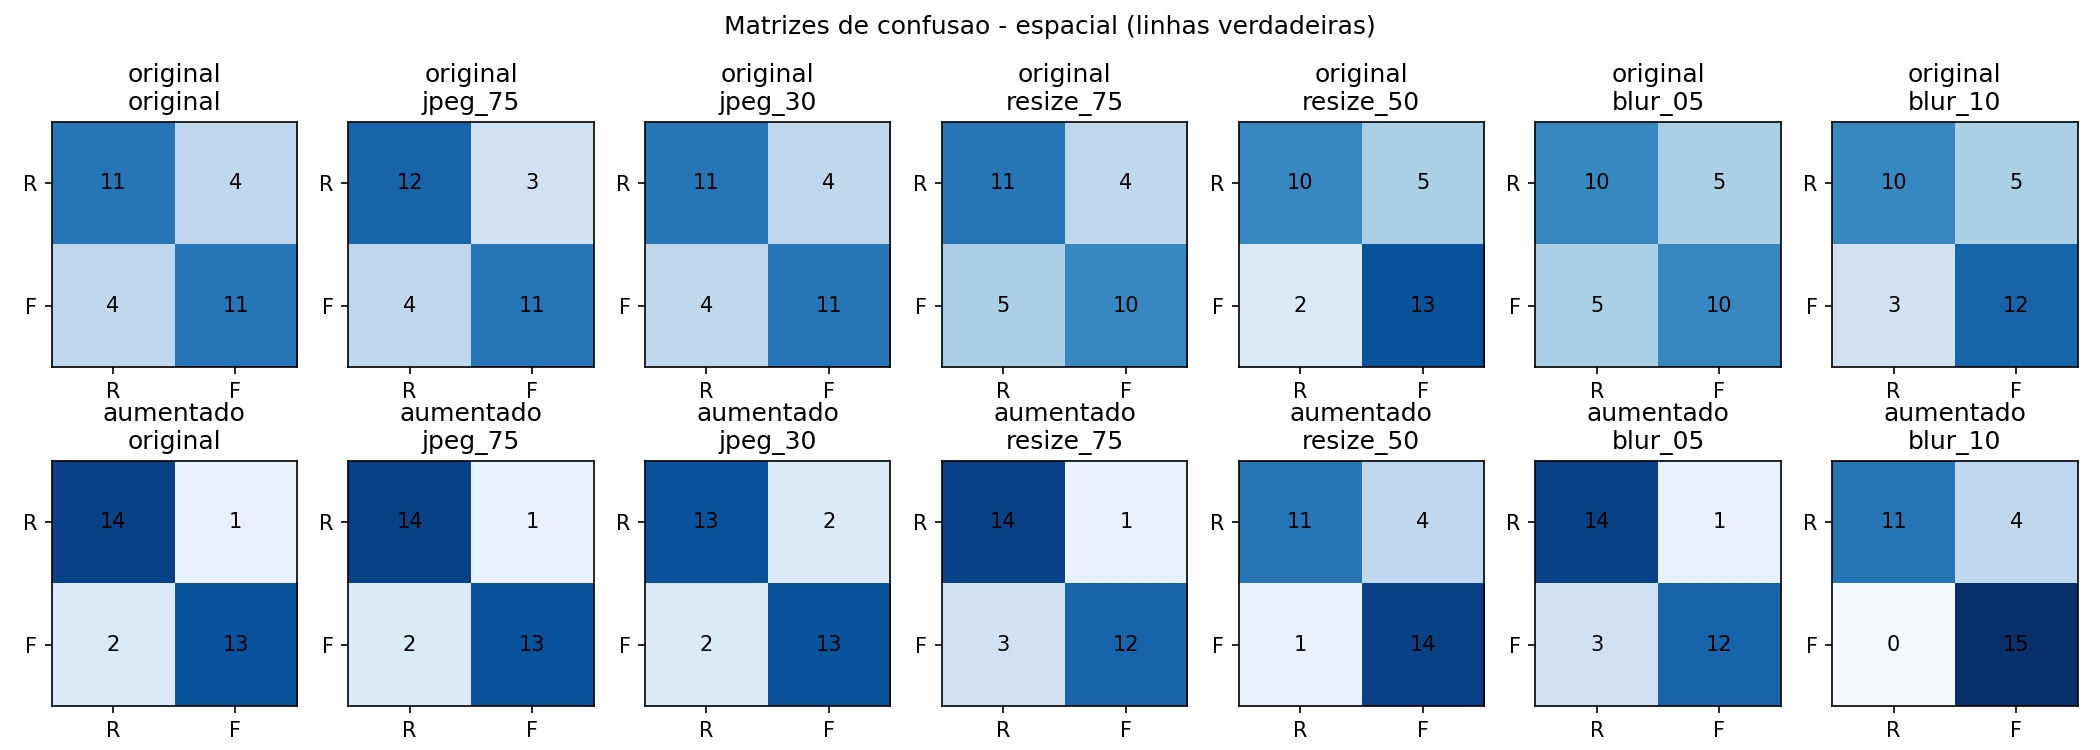 Matrizes de confusao - espacial (linhas verdadeiras)
original original original original original original original
original jpeg_75 jpeg_30 resize_75 resize_50 blur_05 blur_10
R 11 4 R 12 3 R 11 4 R 11 4 R 10 5 R 10 5 R 10 5
F 4 11 F 4 11 F 4 11 F 5 10 F 2 13 F 5 10 F 3 12
R F R F R F R F R F R F R F
aumentado aumentado aumentado aumentado aumentado aumentado aumentado
original jpeg_75 jpeg_30 resize_75 resize_50 blur_05 blur_10
R 14 1 R 14 1 R 13 2 R 14 1 R 11 4 R 14 1 R 11 4
F 2 13 F 2 13 F 2 13 F 3 12 F 1 14 F 3 12 F 0 15
R F R F R F R F R F R F R F